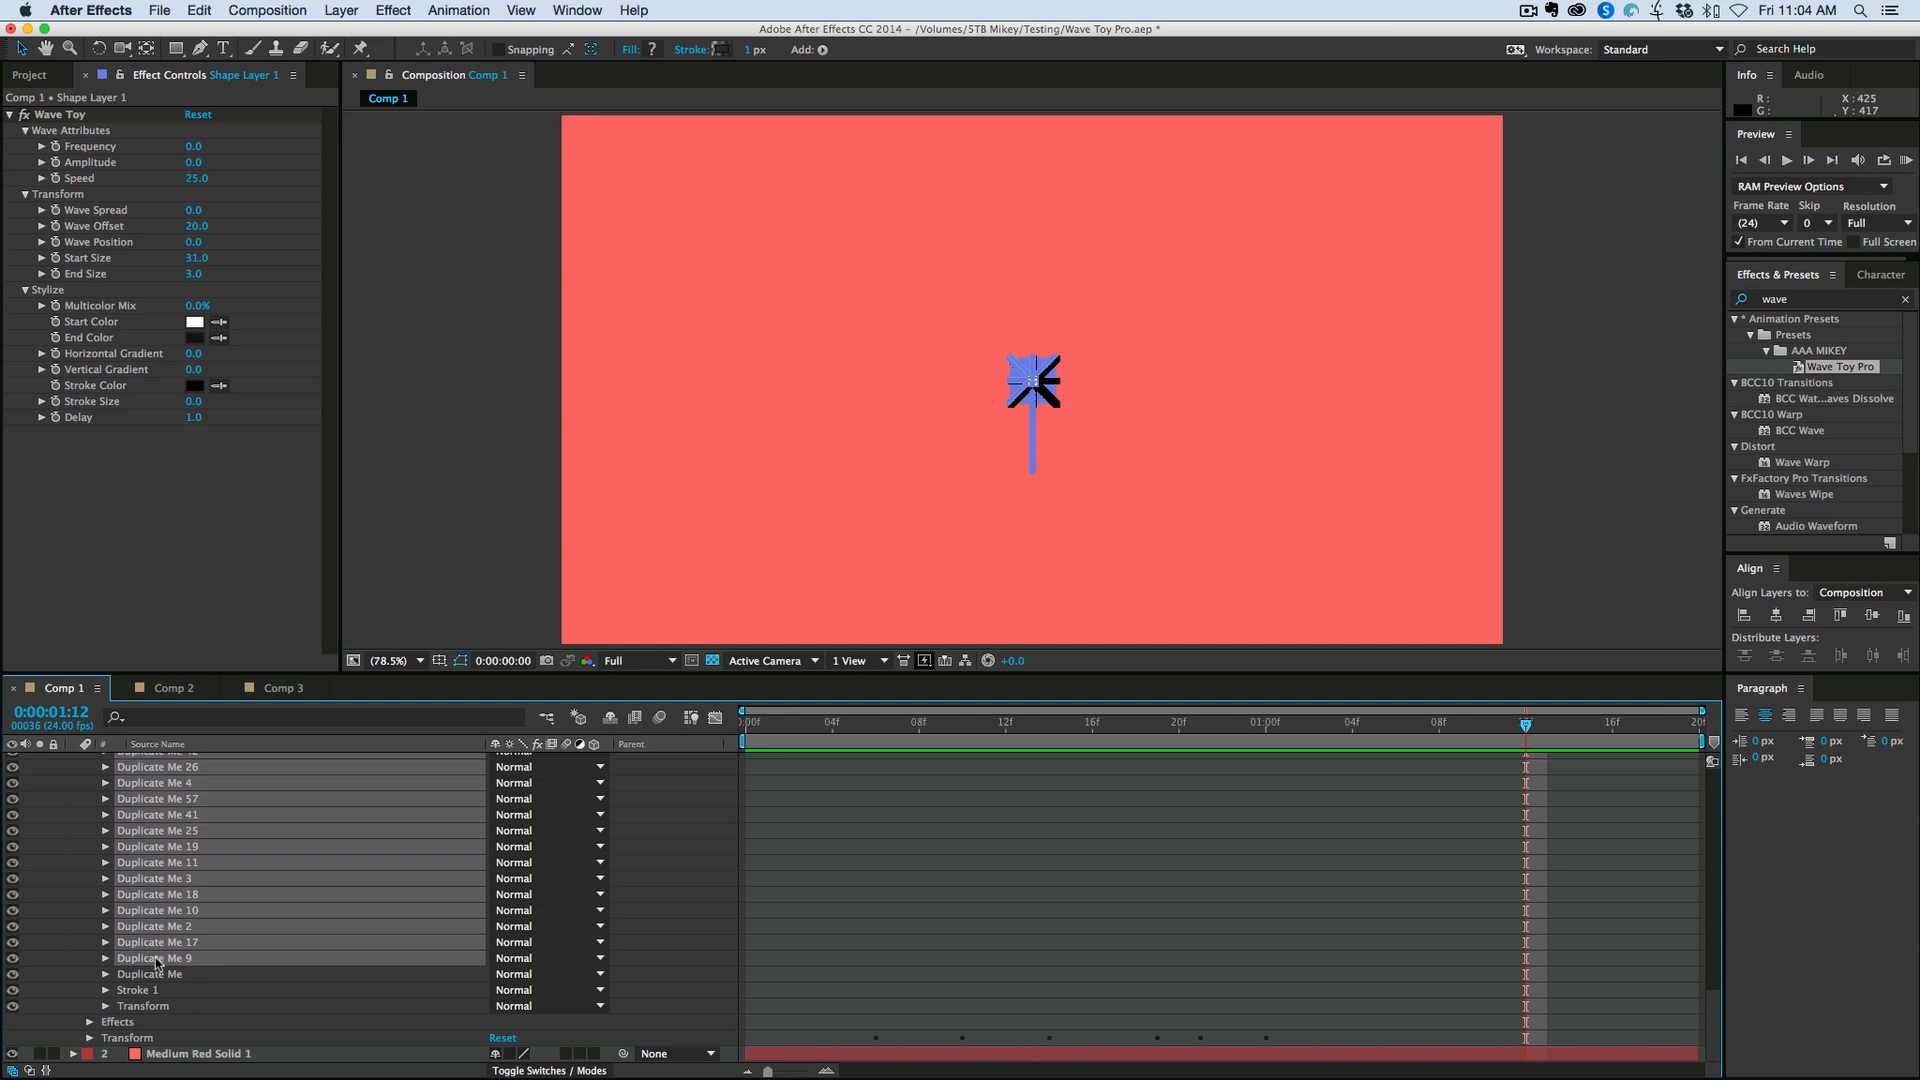 After Effects File Edit Composition Layer Effect Animation View Window Help Fri 11:04 AM
Adobe After Effects CC 2014 – /Volumes/5TB Mikey/Testing/Wave Toy Pro.aep *
Snapping Fill: ? Stroke: 1 px Add: Workspace: Standard Search Help
Project Effect Controls Shape Layer 1
Comp 1 • Shape Layer 1
fx Wave Toy Reset
Wave Attributes
Frequency 0.0
Amplitude 0.0
Speed 25.0
Transform
Wave Spread 0.0
Wave Offset 20.0
Wave Position 0.0
Start Size 31.0
End Size 3.0
Stylize
Multicolor Mix 0.0%
Start Color
End Color
Horizontal Gradient 0.0
Vertical Gradient 0.0
Stroke Color
Stroke Size 0.0
Delay 1.0
Composition Comp 1
Comp 1
(78.5%) 0:00:00:00 Full Active Camera 1 View +0.0
Info Audio
R: X : 425
G: Y : 417
Preview
RAM Preview Options
Frame Rate Skip Resolution
(24) 0 Full
From Current Time Full Screen
Effects & Presets Character
wave
* Animation Presets
Presets
AAA MIKEY
Wave Toy Pro
BCC10 Transitions
BCC Wat...aves Dissolve
BCC10 Warp
BCC Wave
Distort
Wave Warp
FxFactory Pro Transitions
Waves Wipe
Generate
Audio Waveform
Align
Align Layers to: Composition
Distribute Layers:
Paragraph
0 px 0 px 0 px
0 px 0 px
Comp 1 Comp 2 Comp 3
0:00:01:12
00036 (24.00 fps)
:00f 04f 08f 12f 16f 20f 01:00f 04f 08f 16f 20f
# Source Name Parent
Duplicate Me 26 Normal
Duplicate Me 4 Normal
Duplicate Me 57 Normal
Duplicate Me 41 Normal
Duplicate Me 25 Normal
Duplicate Me 19 Normal
Duplicate Me 11 Normal
Duplicate Me 3 Normal
Duplicate Me 18 Normal
Duplicate Me 10 Normal
Duplicate Me 2 Normal
Duplicate Me 17 Normal
Duplicate Me 9 Normal
Duplicate Me Normal
Stroke 1 Normal
Transform Normal
Effects
Transform Reset
2 Medium Red Solid 1 None
Toggle Switches / Modes